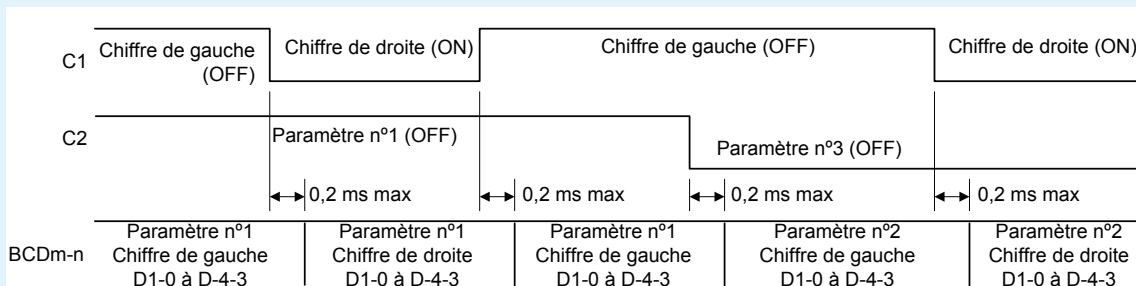 C1
Chiffre de gauche
(OFF)
Chiffre de droite (ON)
Chiffre de gauche (OFF)
Chiffre de droite (ON)
C2
Paramètre nº1 (OFF)
Paramètre nº3 (OFF)
0,2 ms max
0,2 ms max
0,2 ms max
0,2 ms max
BCDm-n
Paramètre nº1
Chiffre de gauche
D1-0 à D-4-3
Paramètre nº1
Chiffre de droite
D1-0 à D-4-3
Paramètre nº1
Chiffre de gauche
D1-0 à D-4-3
Paramètre nº2
Chiffre de gauche
D1-0 à D-4-3
Paramètre nº2
Chiffre de droite
D1-0 à D-4-3